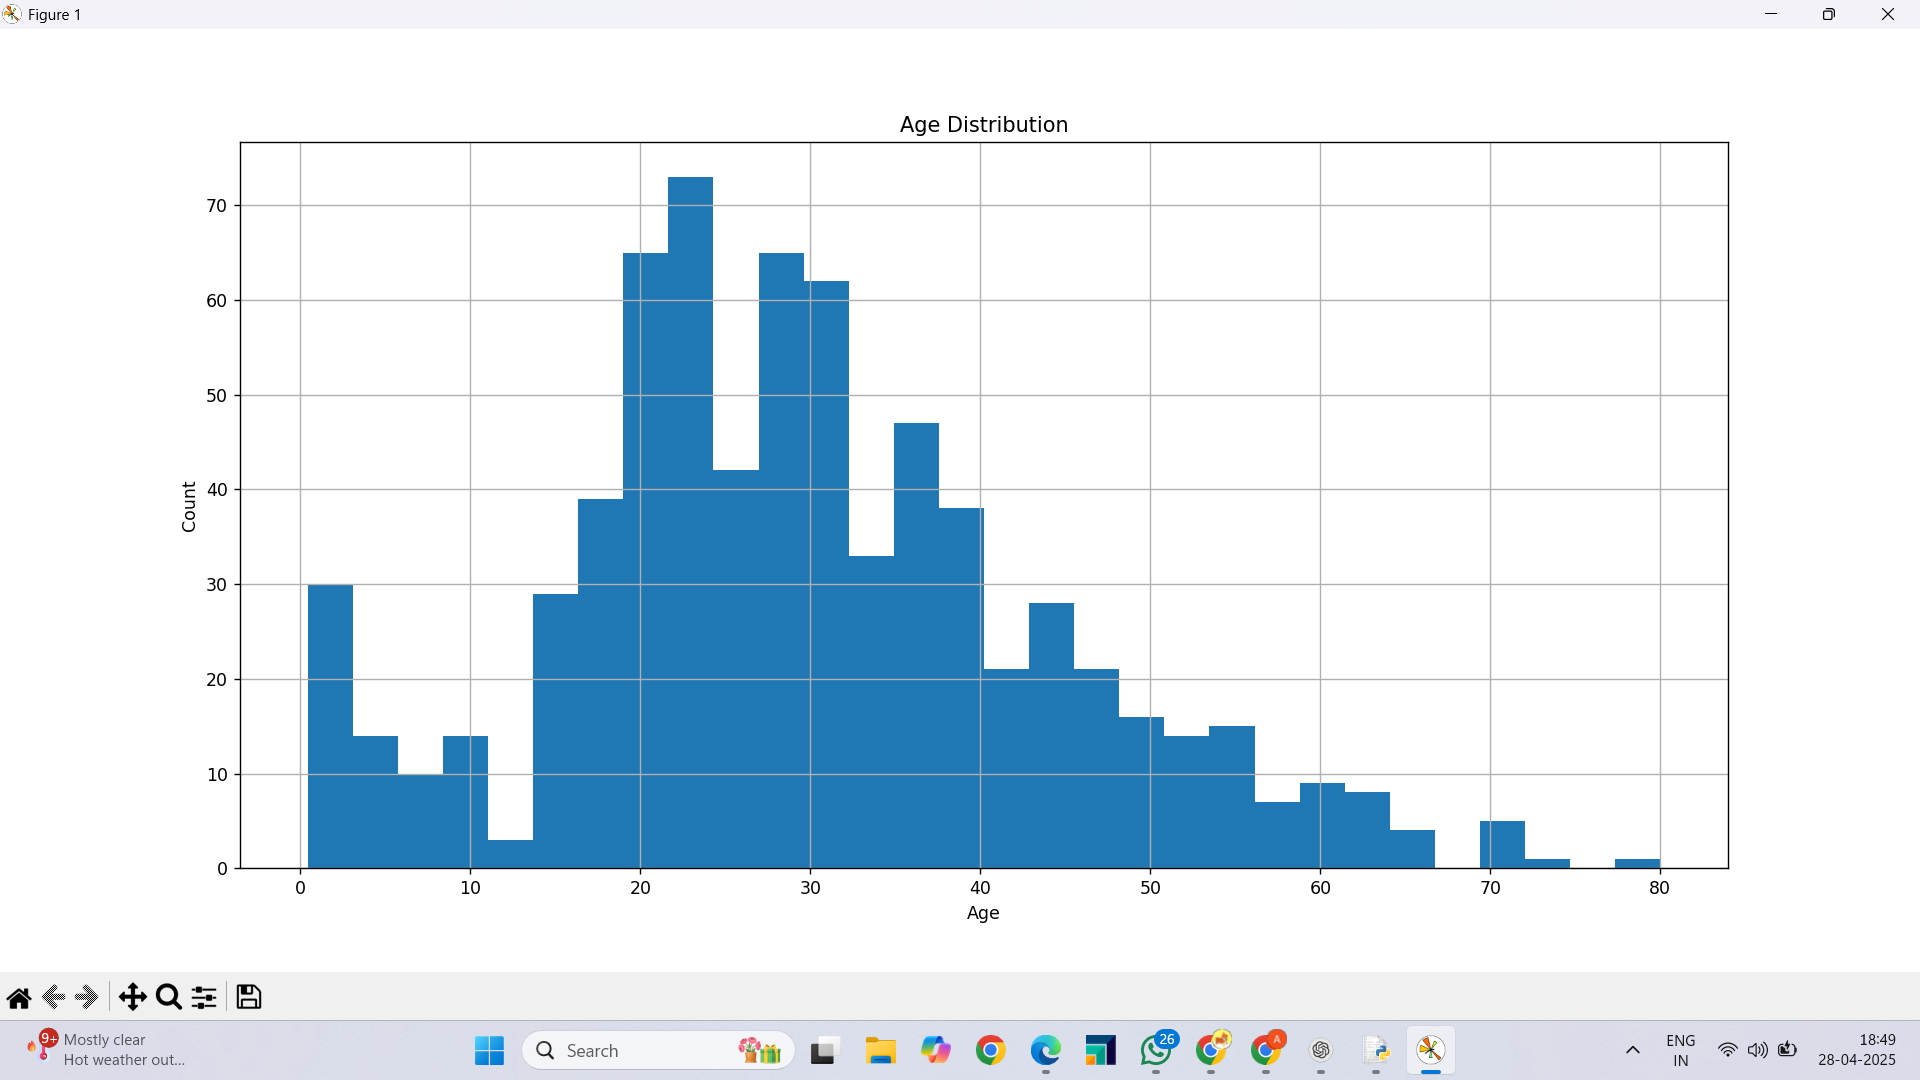 Figure 1
Age Distribution
70
60
50
40
30
20
10
0
Count
0 10 20 30 40 50 60 70 80
Age
9+
Mostly clear
Hot weather out...
Search
26
A
ENG
IN
18:49
28-04-2025